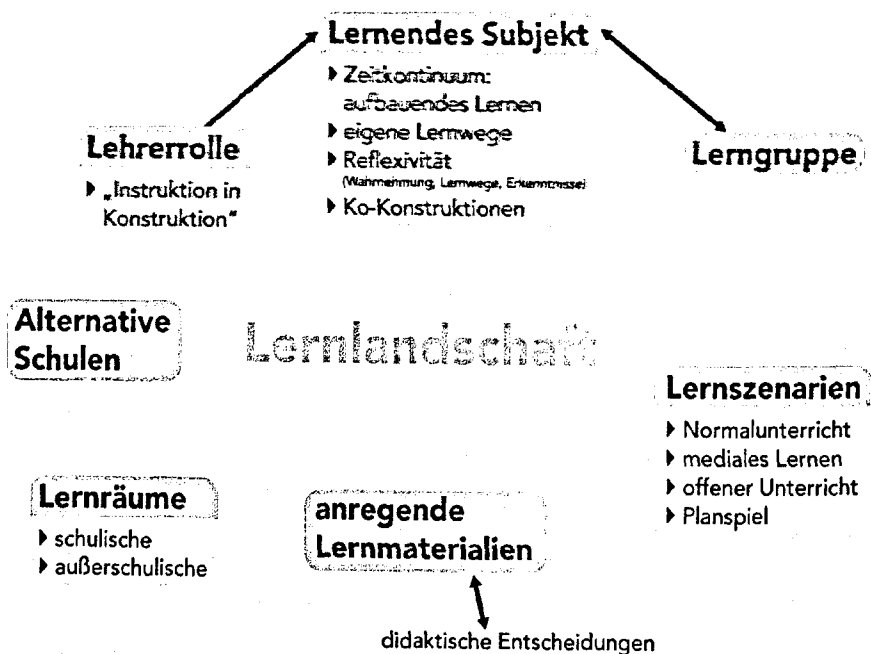 Lernendes Subjekt
Zeitkontinuum:
aufbauendes Lernen
eigene Lernwege
Reflexivität
(Wahrnehmung, Lernwege, Erkenntnisse)
Ko-Konstruktionen
Lehrerrolle
„Instruktion in
Konstruktion“
Lerngruppe
Alternative
Schulen
Lernlandschaft
Lernszenarien
Normalunterricht
mediales Lernen
offener Unterricht
Planspiel
Lernräume
schulische
außerschulische
anregende
Lernmaterialien
didaktische Entscheidungen